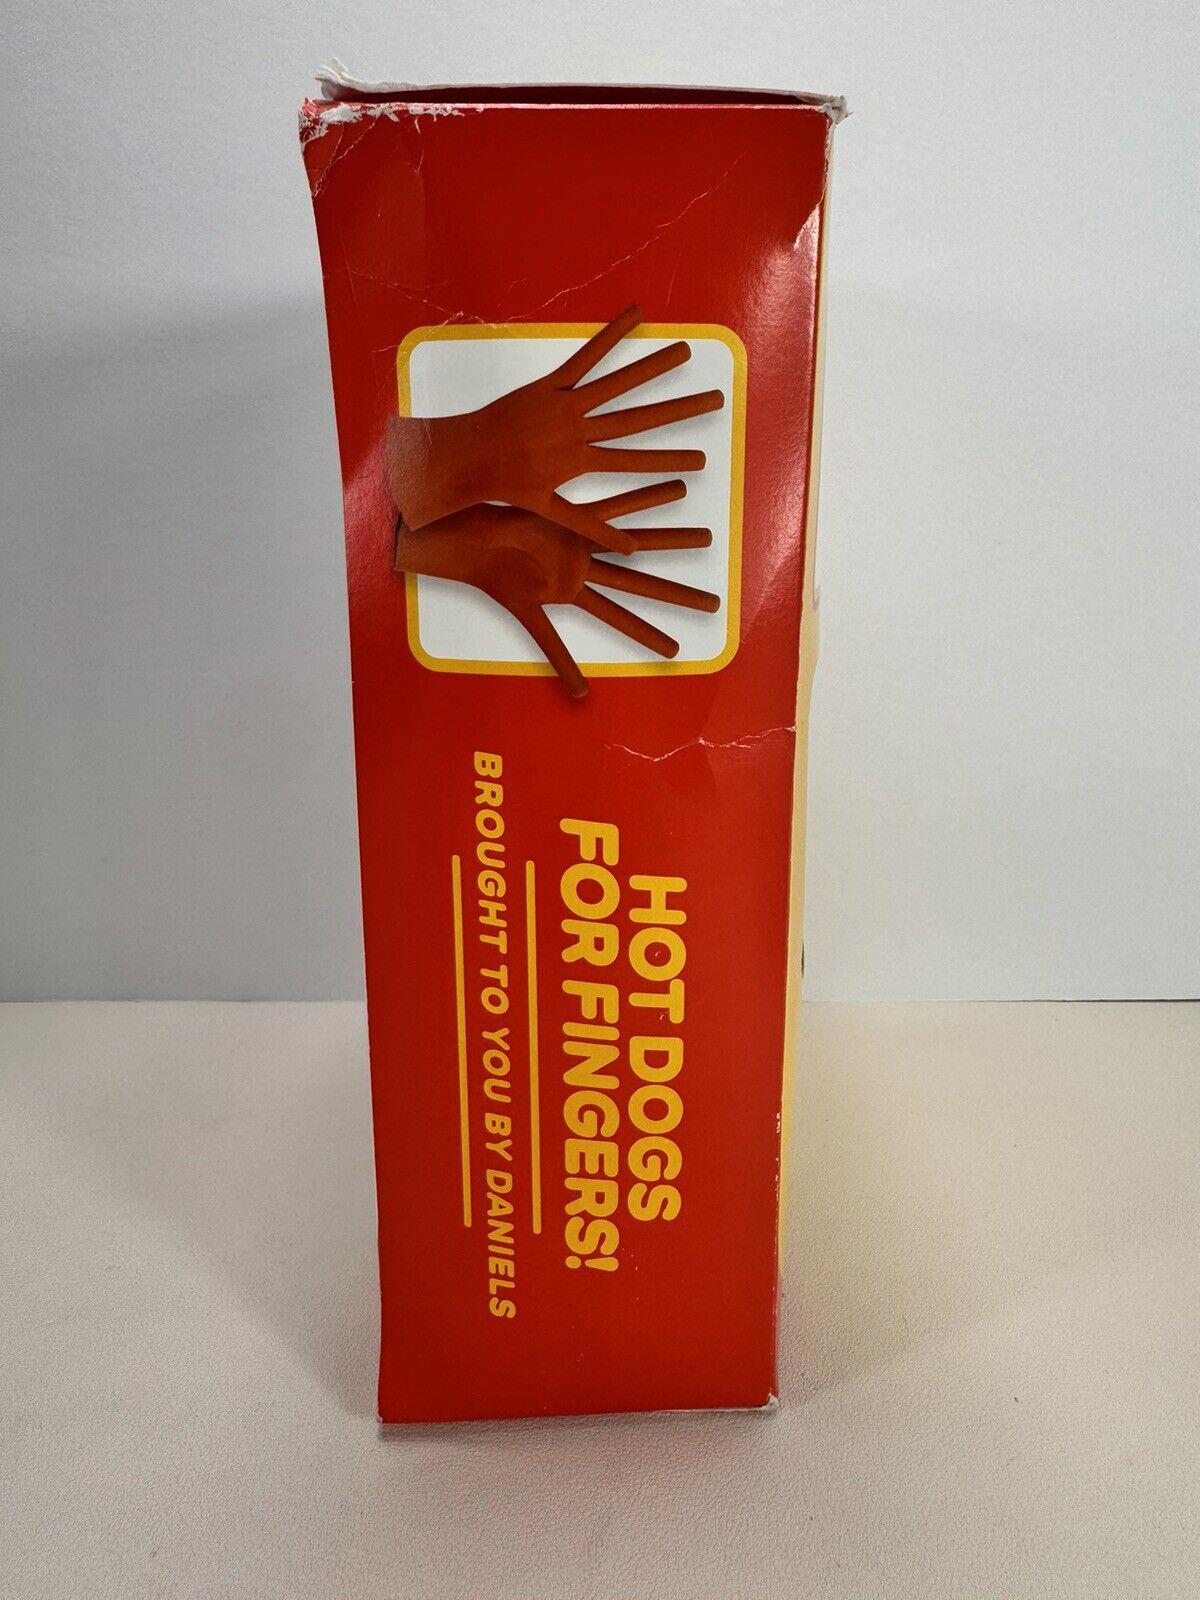 HOT DOGS
FOR FINGERS!
BROUGHT TO YOU BY DANIELS